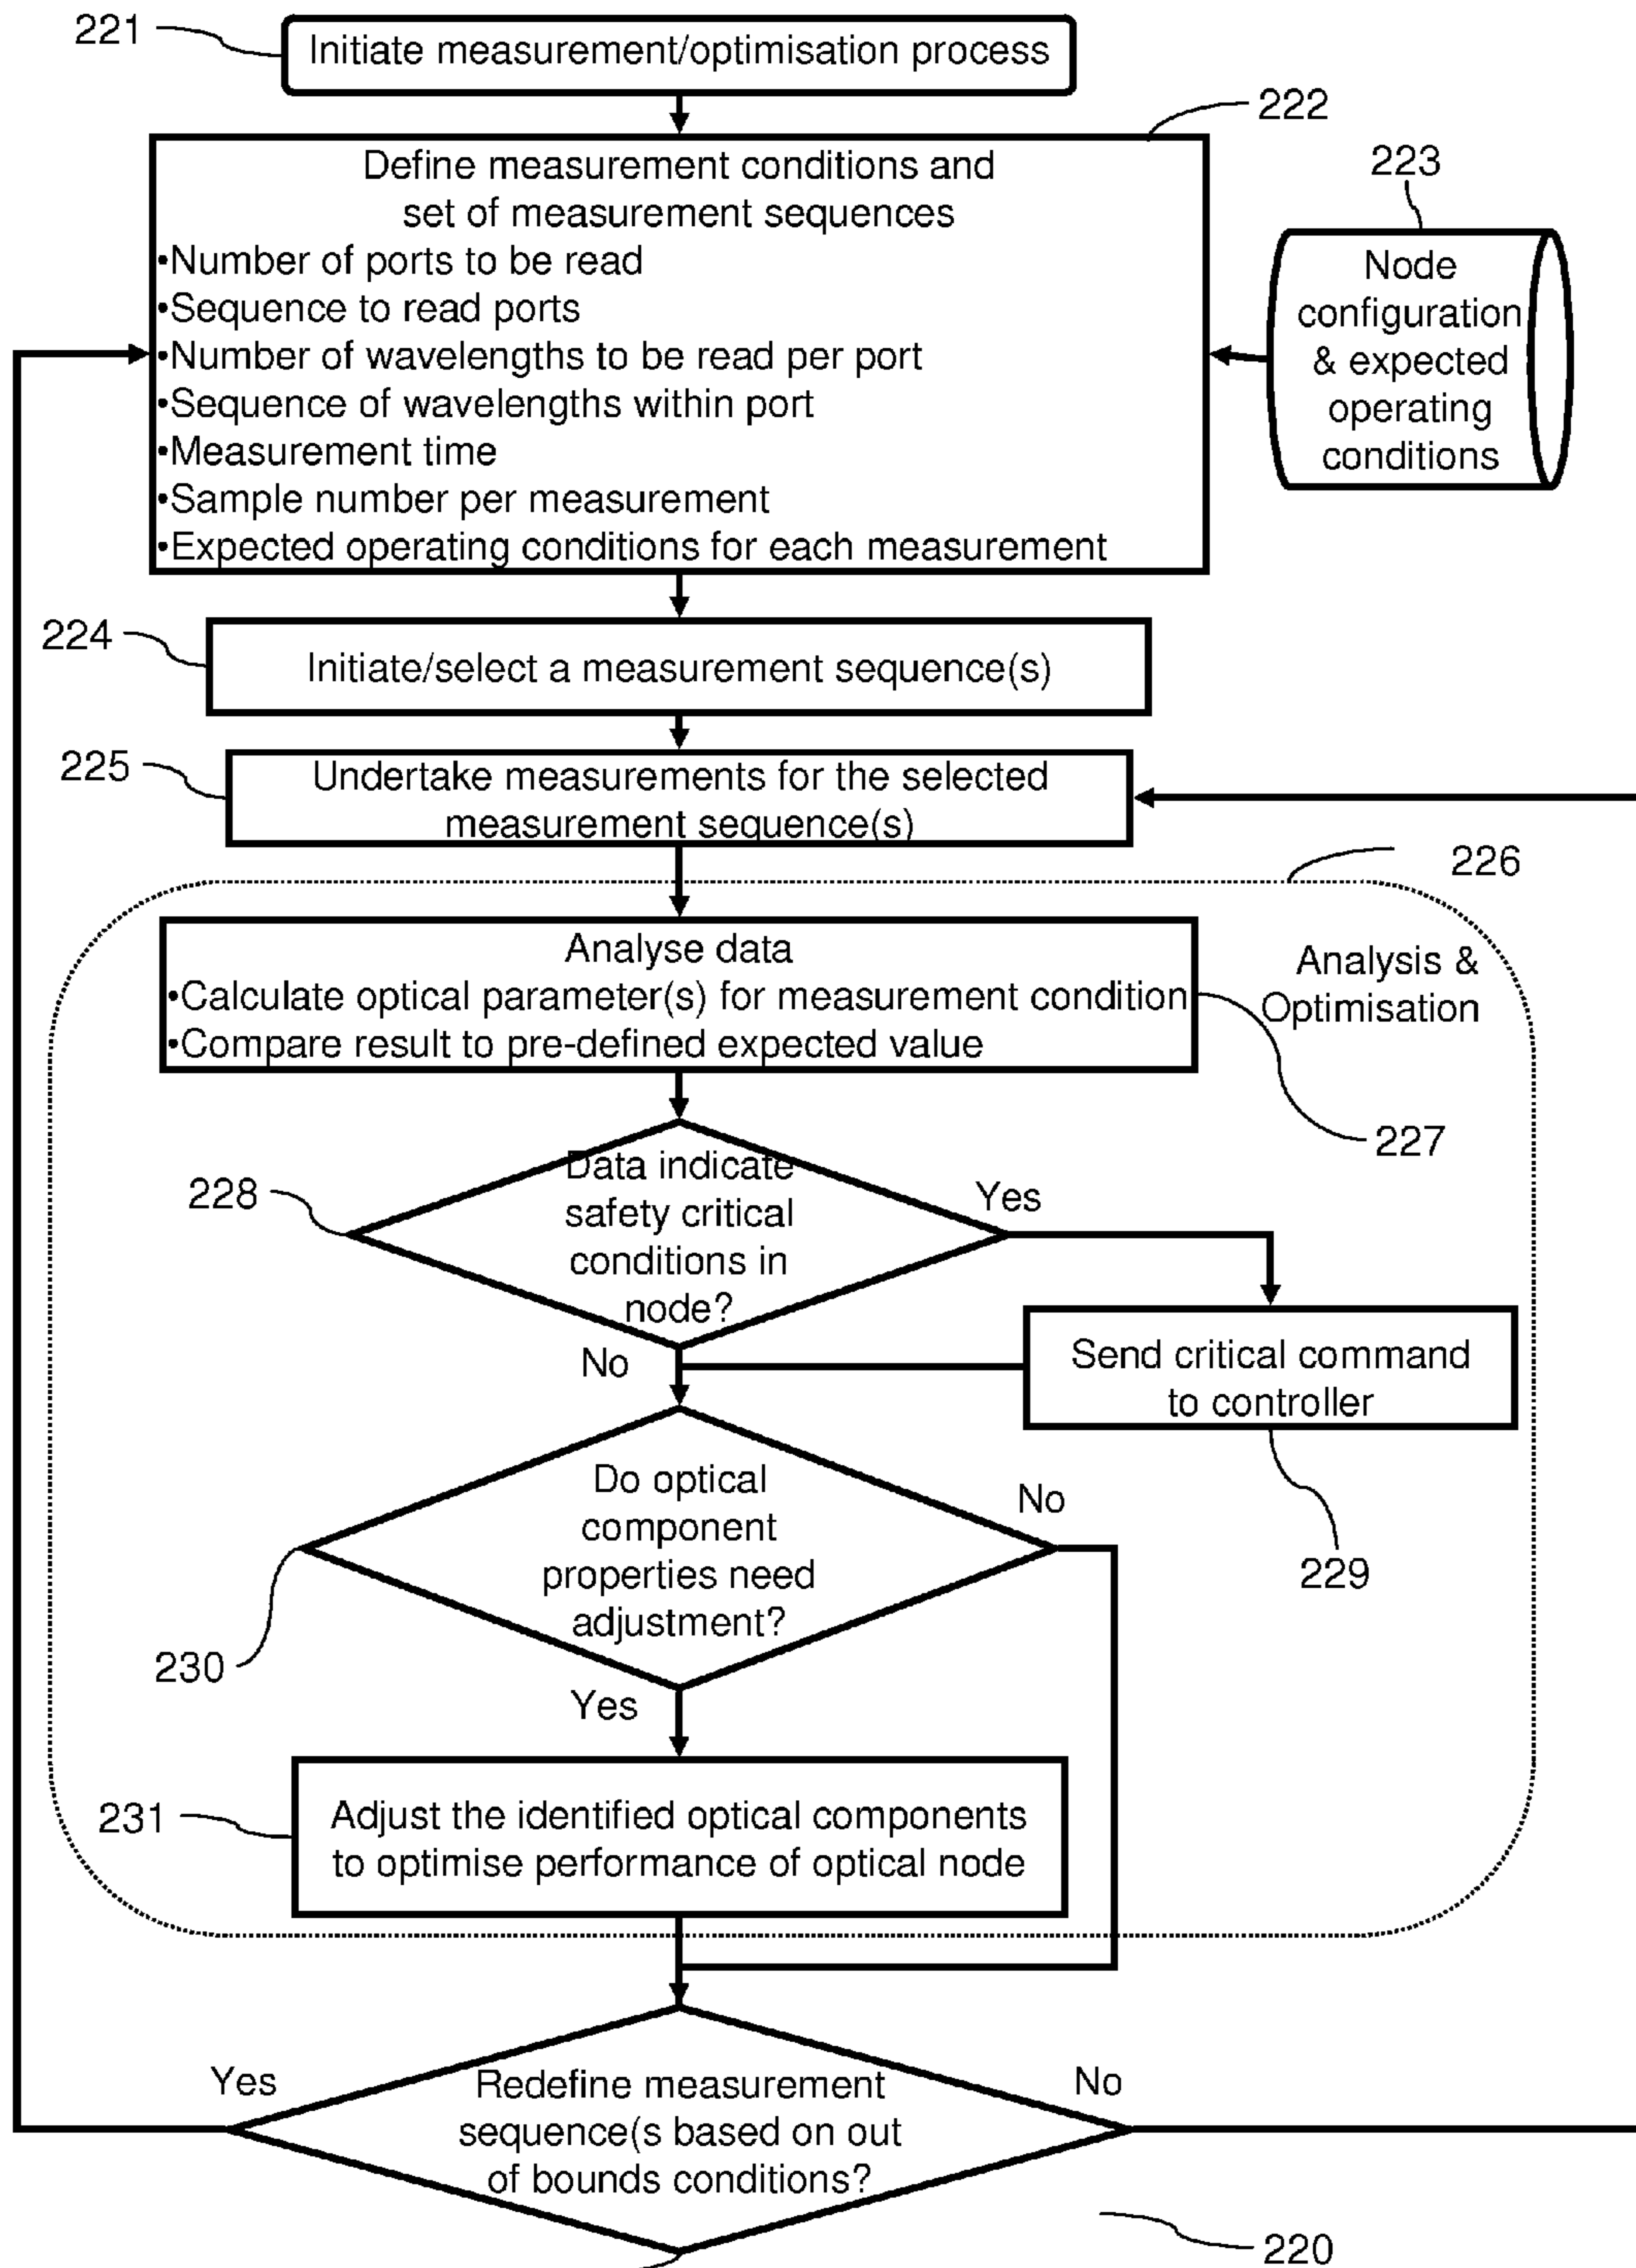 221
Initiate measurement/optimisation process
222
Define measurement conditions and
set of measurement sequences
•Number of ports to be read
•Sequence to read ports
•Number of wavelengths to be read per port
•Sequence of wavelengths within port
•Measurement time
•Sample number per measurement
•Expected operating conditions for each measurement
223
Node
configuration
& expected
operating
conditions
224
Initiate/select a measurement sequence(s)
225
Undertake measurements for the selected
measurement sequence(s)
226
Analysis &
Optimisation
Analyse data
•Calculate optical parameter(s) for measurement condition
•Compare result to pre-defined expected value
227
228
Data indicate
safety critical
conditions in
node?
Yes
No
Send critical command
to controller
229
Do optical
component
properties need
adjustment?
No
230
Yes
231
Adjust the identified optical components
to optimise performance of optical node
Yes
Redefine measurement
sequence(s based on out
of bounds conditions?
No
220